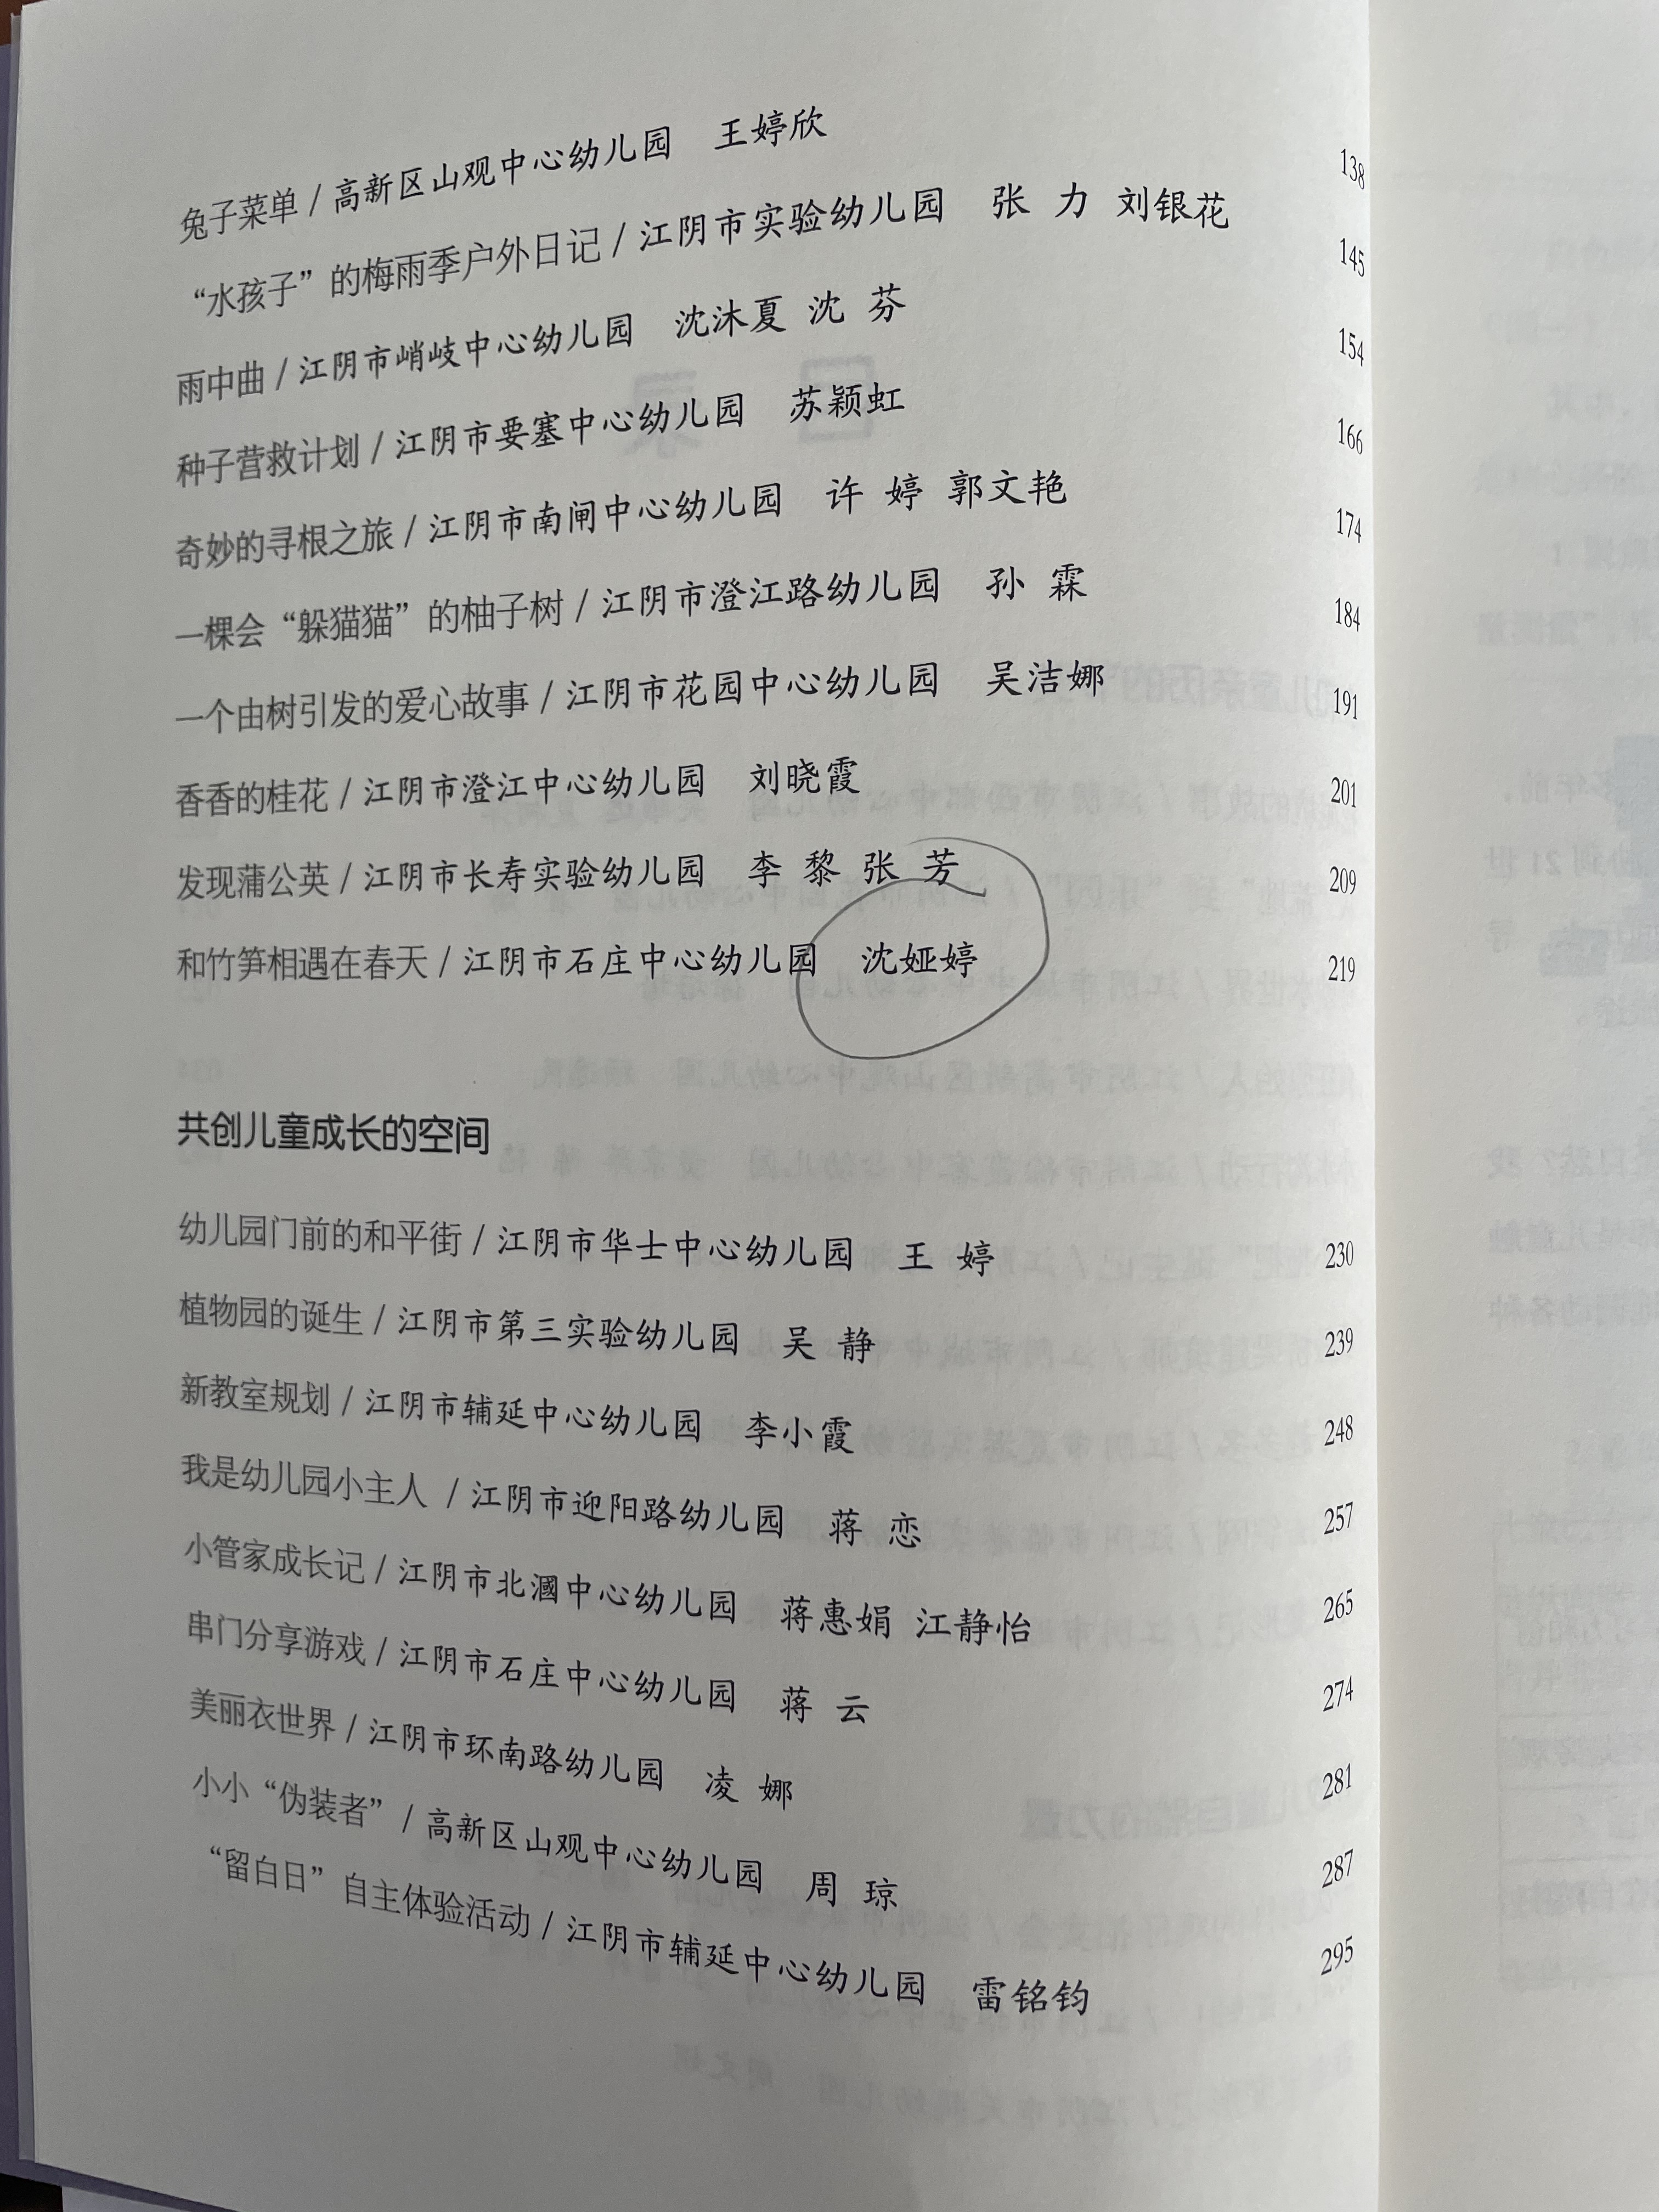 兔子菜单 / 高新区山观中心幼儿园 王婷欣 138
“水孩子”的梅雨季户外日记 / 江阴市实验幼儿园 张 力 刘银花 145
雨中曲 / 江阴市峭岐中心幼儿园 沈沐夏 沈 芬 154
种子营救计划 / 江阴市要塞中心幼儿园 苏颖虹 166
奇妙的寻根之旅 / 江阴市南闸中心幼儿园 许 婷 郭文艳 174
一棵会“躲猫猫”的柚子树 / 江阴市澄江路幼儿园 孙 霖 184
一个由树引发的爱心故事 / 江阴市花园中心幼儿园 吴洁娜 191
香香的桂花 / 江阴市澄江中心幼儿园 刘晓霞 201
发现蒲公英 / 江阴市长寿实验幼儿园 李 黎 张 芳 209
和竹笋相遇在春天 / 江阴市石庄中心幼儿园 沈娅婷 219
共创儿童成长的空间
幼儿园门前的和平街 / 江阴市华士中心幼儿园 王 婷 230
植物园的诞生 / 江阴市第三实验幼儿园 吴 静 239
新教室规划 / 江阴市辅延中心幼儿园 李小霞 248
我是幼儿园小主人 / 江阴市迎阳路幼儿园 蒋 恋 257
小管家成长记 / 江阴市北漍中心幼儿园 蒋惠娟 江静怡 265
串门分享游戏 / 江阴市石庄中心幼儿园 蒋 云 274
美丽衣世界 / 江阴市环南路幼儿园 凌 娜 281
小小“伪装者” / 高新区山观中心幼儿园 周 琼 287
“留白日”自主体验活动 / 江阴市辅延中心幼儿园 雷铭钧 295